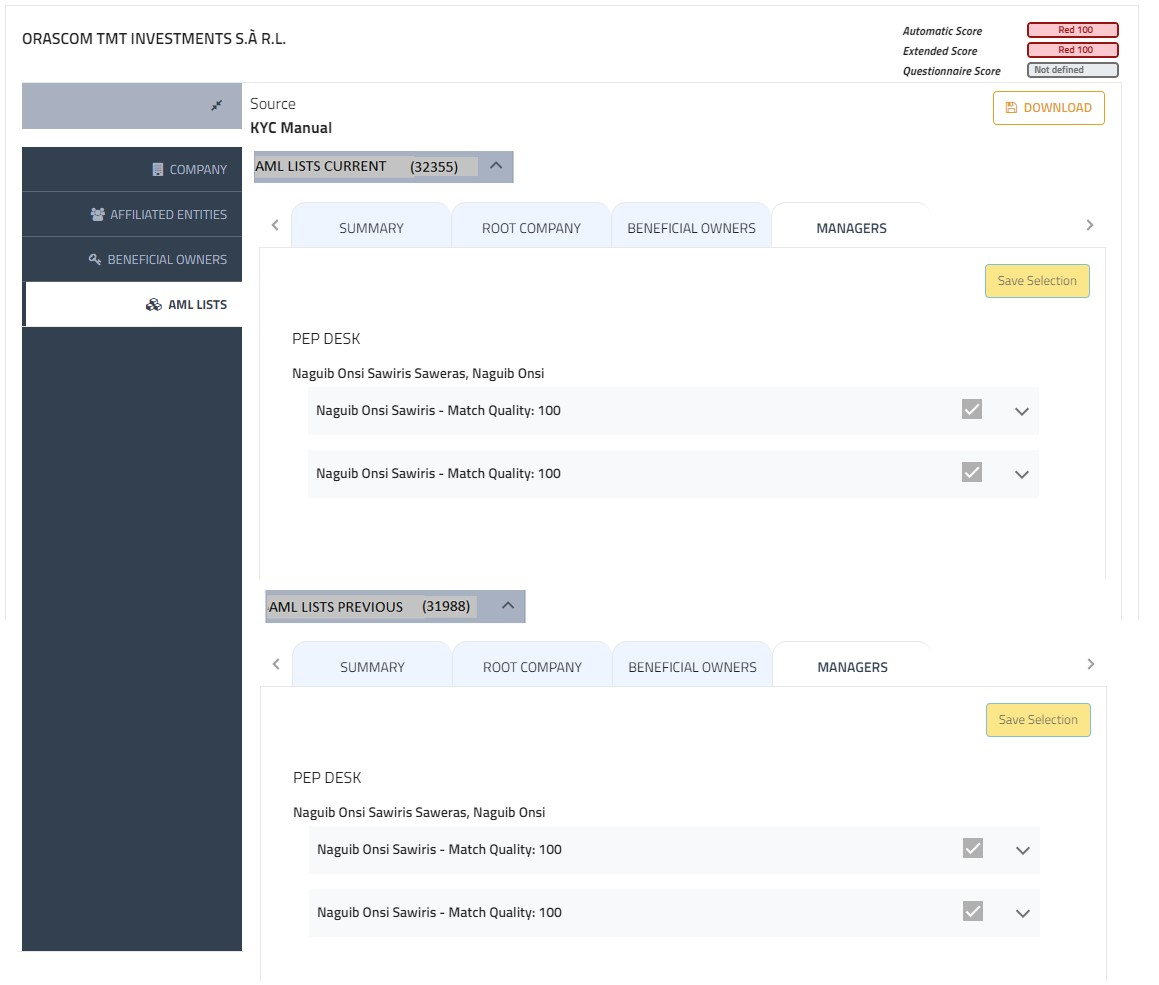 ORASCOM TMT INVESTMENTS S.À R.L.
Automatic Score Red 100
Extended Score Red 100
Questionnaire Score Not defined
Source
KYC Manual
DOWNLOAD
COMPANY
AFFILIATED ENTITIES
BENEFICIAL OWNERS
AML LISTS
AML LISTS CURRENT (32355)
SUMMARY ROOT COMPANY BENEFICIAL OWNERS MANAGERS
Save Selection
PEP DESK
Naguib Onsi Sawiris Saweras, Naguib Onsi
Naguib Onsi Sawiris - Match Quality: 100
Naguib Onsi Sawiris - Match Quality: 100
AML LISTS PREVIOUS (31988)
SUMMARY ROOT COMPANY BENEFICIAL OWNERS MANAGERS
Save Selection
PEP DESK
Naguib Onsi Sawiris Saweras, Naguib Onsi
Naguib Onsi Sawiris - Match Quality: 100
Naguib Onsi Sawiris - Match Quality: 100